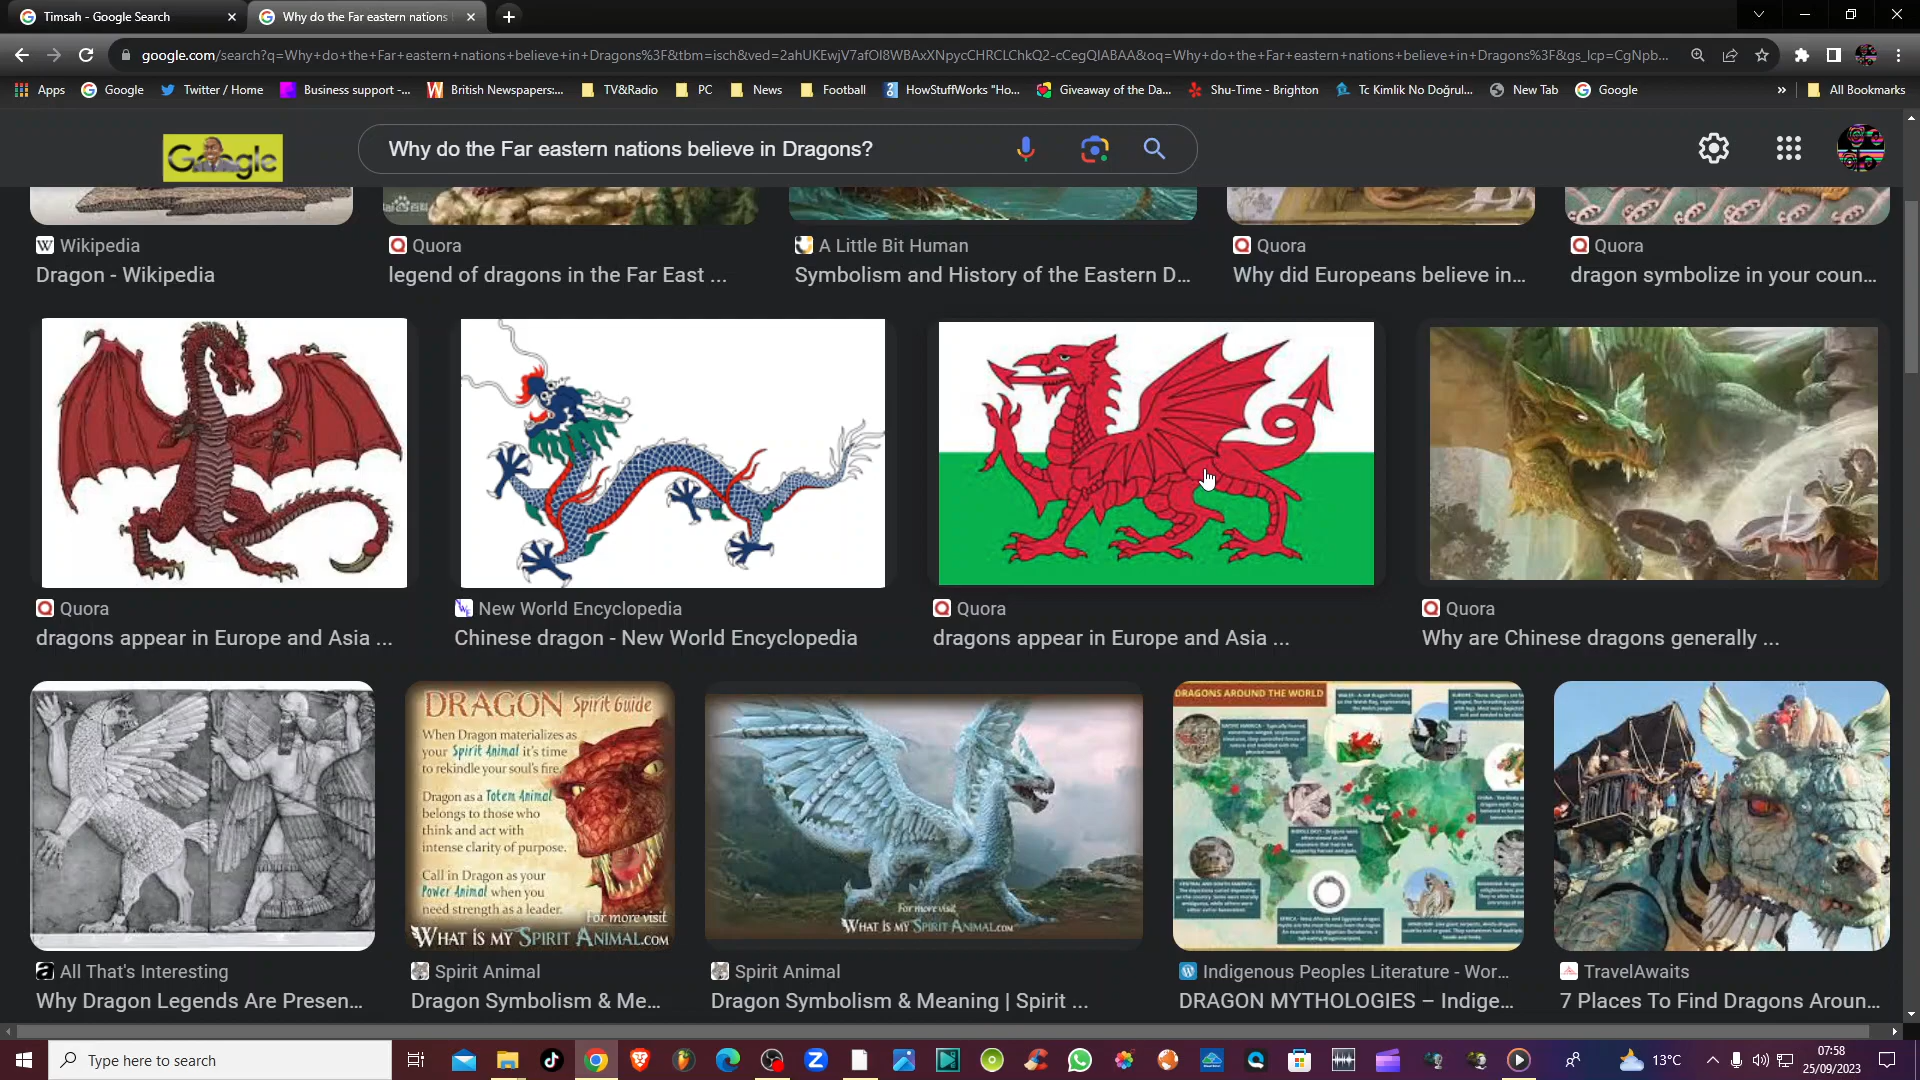 Timsah - Google Search
Why do the Far eastern nations
google.com/search?q=Why+do+the+Far+eastern+nations+believe+in+Dragons%3F&tbm=isch&ved=2ahUKEwjV7afOl8WBAxXNpycCHRCLChkQ2-cCegQIABAA&oq=Why+do+the+Far+eastern+nations+believe+in+Dragons%3F&gs_lcp=CgNpb...
Apps Google Twitter / Home Business support -... British Newspapers:... TV&Radio PC News Football HowStuffWorks "Ho... Giveaway of the Da... Shu-Time - Brighton Tc Kimlik No Doğrul... New Tab Google » All Bookmarks
Google
Why do the Far eastern nations believe in Dragons?
Wikipedia
Dragon - Wikipedia
Quora
legend of dragons in the Far East ...
A Little Bit Human
Symbolism and History of the Eastern D...
Quora
Why did Europeans believe in...
Quora
dragon symbolize in your coun...
Quora
dragons appear in Europe and Asia ...
New World Encyclopedia
Chinese dragon - New World Encyclopedia
Quora
dragons appear in Europe and Asia ...
Quora
Why are Chinese dragons generally ...
DRAGON Spirit Guide
When Dragon materializes as
your Spirit Animal it's time
to rekindle your soul's fire.
Dragon as a Totem Animal
belongs to those who
think and act with
intense clarity of purpose.
Call in Dragon as your
Power Animal when you
need strength as a leader.
For more visit
WHAT IS MY SPIRIT ANIMAL.COM
For more visit
WHAT IS MY SPIRIT ANIMAL.COM
DRAGONS AROUND THE WORLD
All That's Interesting
Why Dragon Legends Are Presen...
Spirit Animal
Dragon Symbolism & Me...
Spirit Animal
Dragon Symbolism & Meaning | Spirit ...
Indigenous Peoples Literature - Wor...
DRAGON MYTHOLOGIES – Indige...
TravelAwaits
7 Places To Find Dragons Aroun...
Type here to search
13°C
07:58
25/09/2023